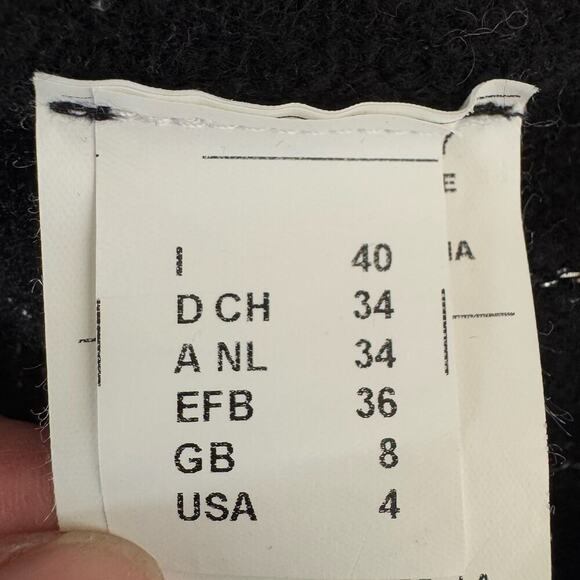 I 40
D CH 34
A NL 34
EFB 36
GB 8
USA 4